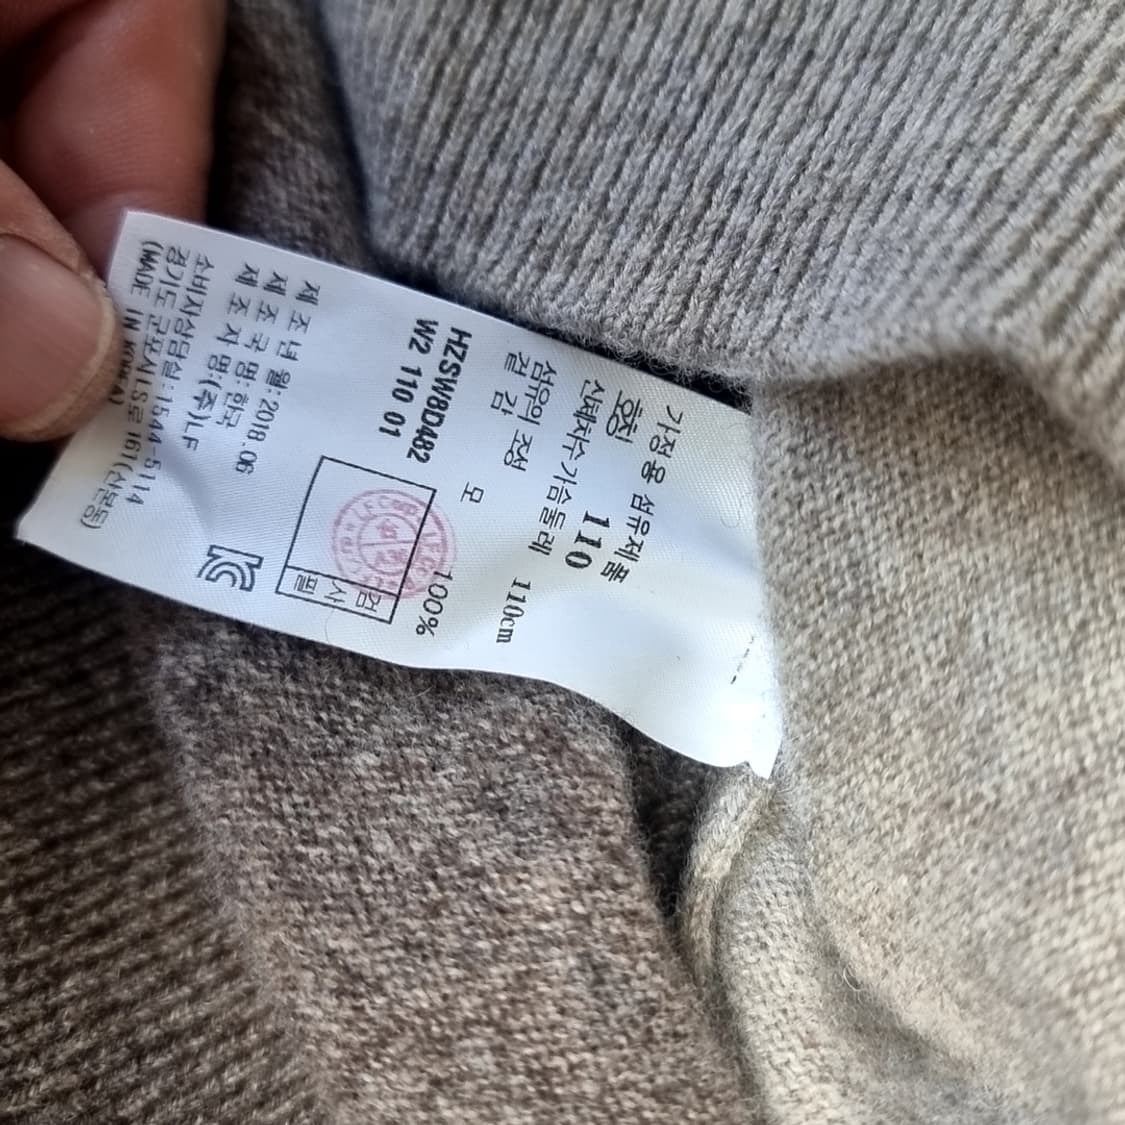 가정용 섬유제품
호칭 110
신체치수 가슴둘레 110cm
섬유의 조성
겉 감 모 100%
HZSW8D482
W2 110 01
검사필
제 조 년 월: 2018.06
제 조 국 명: 한국
제 조 자 명: (주)LF
소비자상담실: 1544-5114
경기도 군포시 LS로 161(산본동)
(MADE IN KOREA)